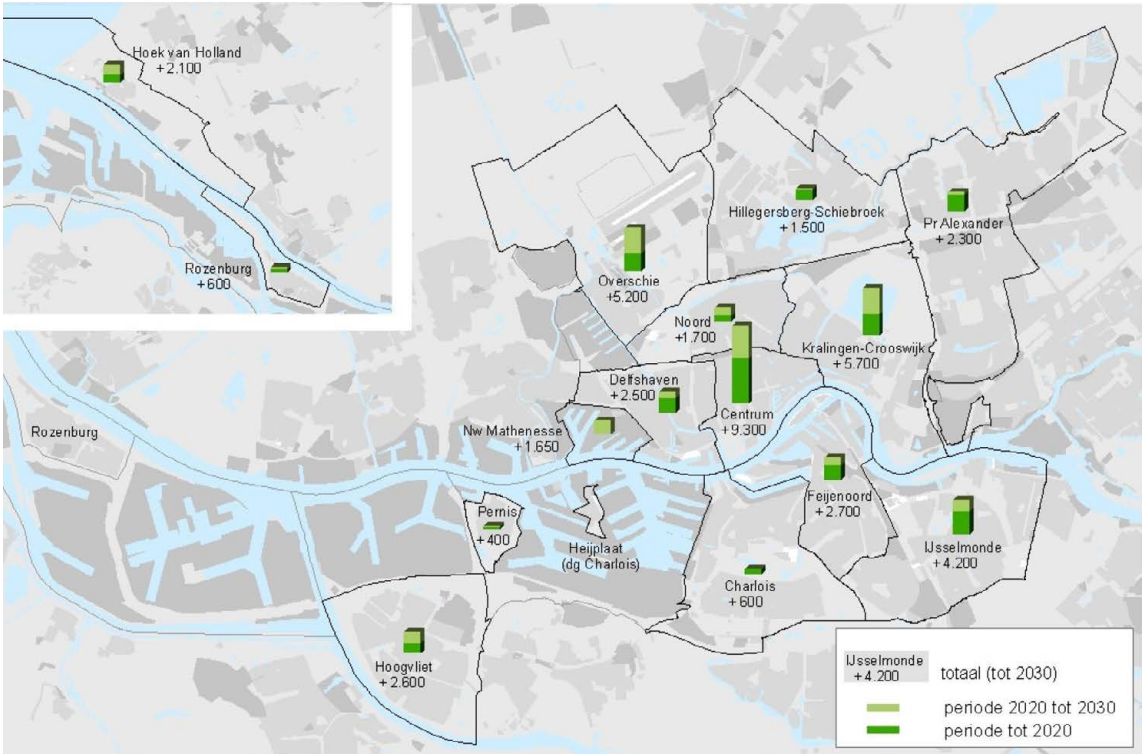 Hoek van Holland
+2.100
Rozenburg
+600
Hillegersberg-Schiebroek
+1.500
Pr Alexander
+2.300
Overschie
+5.200
Noord
+1.700
Kralingen-Crooswijk
+5.700
Delfshaven
+2.500
Centrum
+9.300
Nw Mathenesse
+1.650
Rozenburg
Feijenoord
+2.700
Pernis
+400
Heijplaat
(dg Charlois)
IJsselmonde
+4.200
Charlois
+600
Hoogvliet
+2.600
IJsselmonde
+4.200
totaal (tot 2030)
periode 2020 tot 2030
periode tot 2020